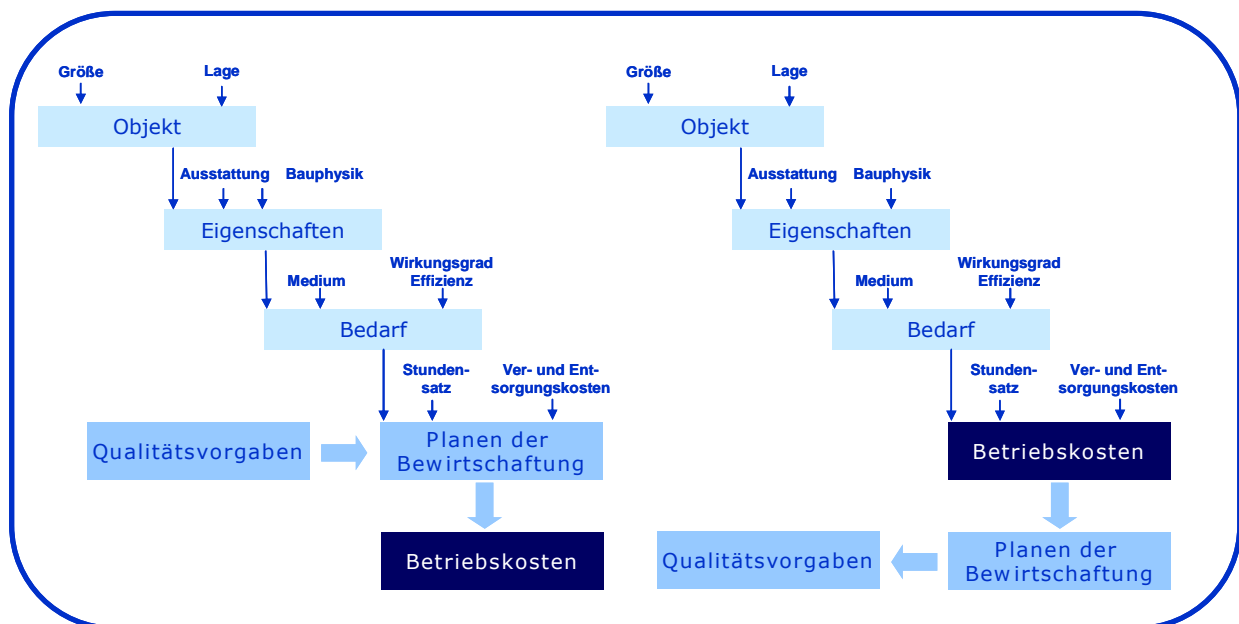 Größe
Lage
Objekt
Ausstattung
Bauphysik
Eigenschaften
Medium
Wirkungsgrad
Effizienz
Bedarf
Stunden-
satz
Ver- und Ent-
sorgungskosten
Qualitätsvorgaben
Planen der
Bewirtschaftung
Betriebskosten
Größe
Lage
Objekt
Ausstattung
Bauphysik
Eigenschaften
Medium
Wirkungsgrad
Effizienz
Bedarf
Stunden-
satz
Ver- und Ent-
sorgungskosten
Betriebskosten
Qualitätsvorgaben
Planen der
Bewirtschaftung